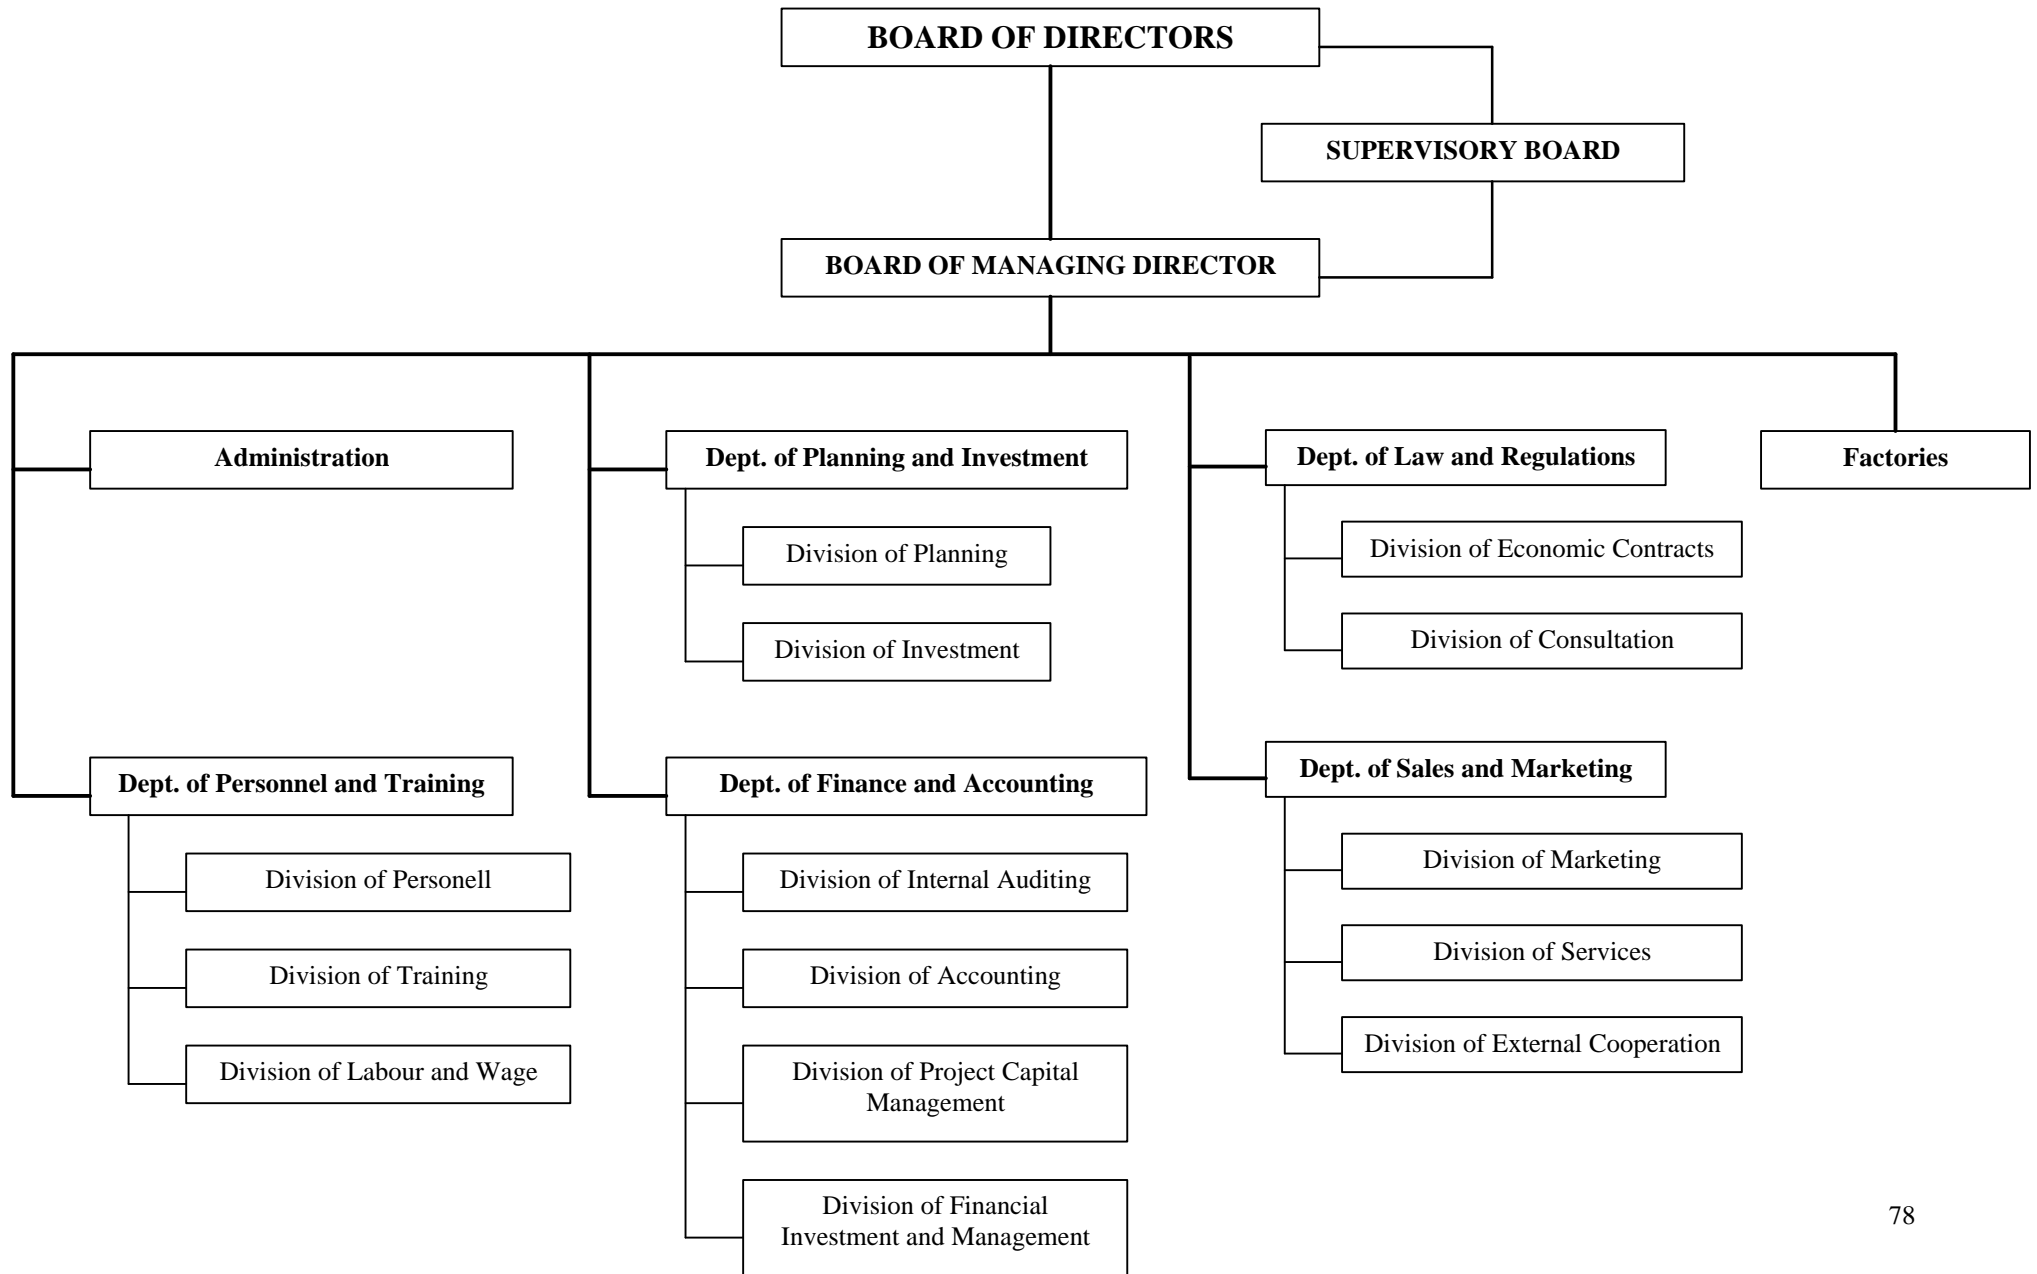 BOARD OF DIRECTORS
SUPERVISORY BOARD
BOARD OF MANAGING DIRECTOR
Administration
Dept. of Personnel and Training
Division of Personell
Division of Training
Division of Labour and Wage
Dept. of Planning and Investment
Division of Planning
Division of Investment
Dept. of Finance and Accounting
Division of Internal Auditing
Division of Accounting
Division of Project Capital
Management
Division of Financial
Investment and Management
Dept. of Law and Regulations
Division of Economic Contracts
Division of Consultation
Dept. of Sales and Marketing
Division of Marketing
Division of Services
Division of External Cooperation
Factories
78